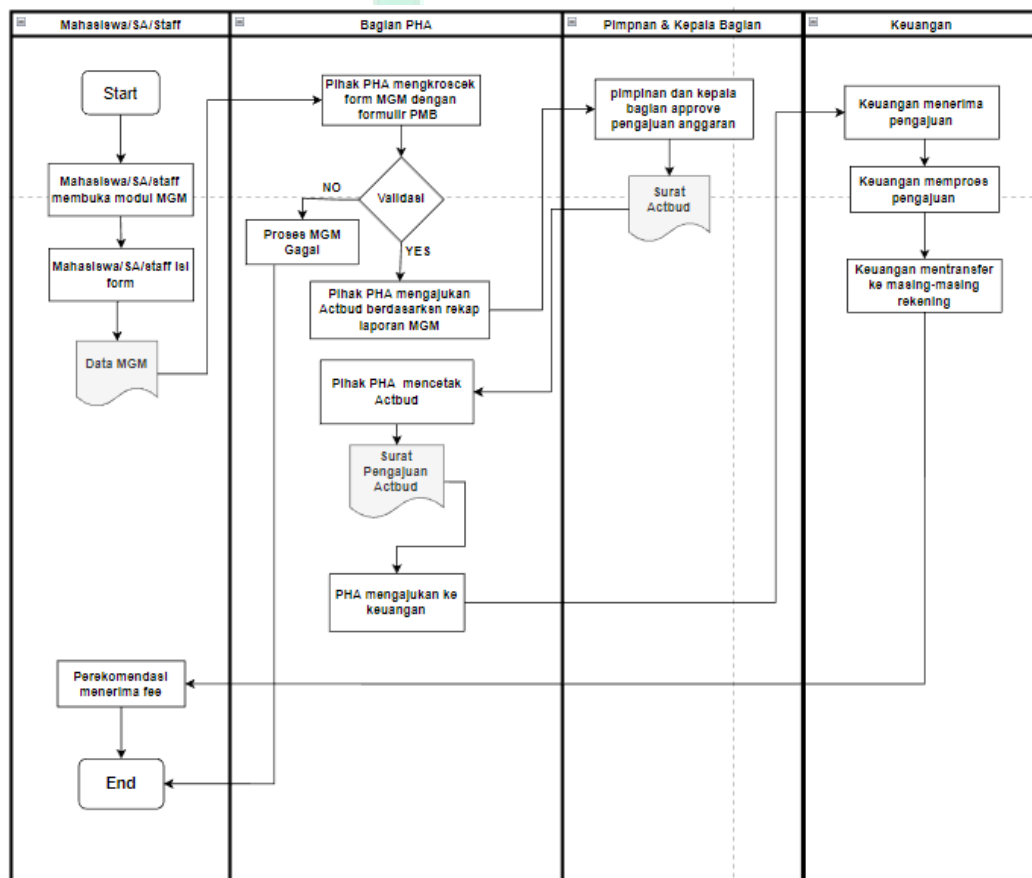 Mahasiswa/SA/Staff
Bagian PHA
Pimpnan & Kepala Bagian
Keuangan
Start
Mahasiswa/SA/staff
membuka modul MGM
Mahasiswa/SA/staff isi
form
Data MGM
Pihak PHA mengkroscek
form MGM dengan
formulir PMB
Validasi
NO
YES
Proses MGM
Gagal
Pihak PHA mengajukan
Actbud berdasarkan rekap
laporan MGM
pimpinan dan kepala
bagian approve
pengajuan anggaran
Surat
Actbud
Pihak PHA mencetak
Actbud
Surat
Pengajuan
Actbud
PHA mengajukan ke
keuangan
Keuangan menerima
pengajuan
Keuangan memproes
pengajuan
Keuangan mentransfer
ke masing-masing
rekening
Perekomendasi
menerima fee
End